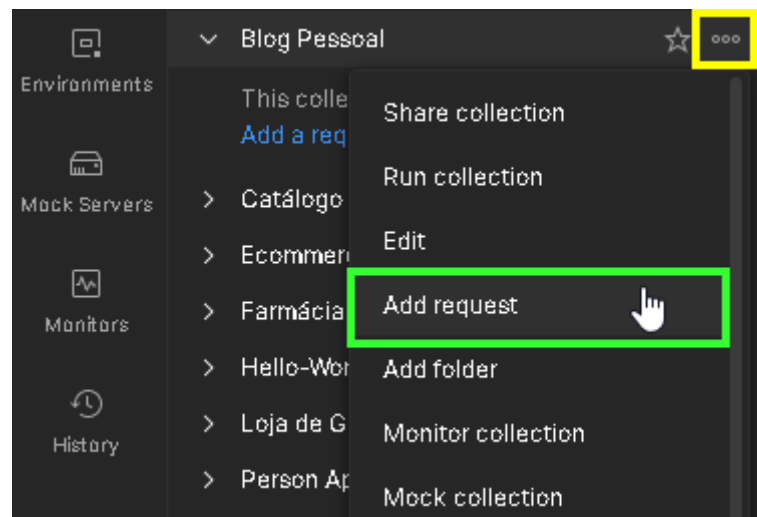 Blog Pessoal
Environments
This colle
Add a req
Share collection
Run collection
Mock Servers
Catálogo
Edit
Ecommer
Add request
Farmácia
Monitors
Hello-Wor
Add folder
Loja de G
Monitor collection
History
Person Ap
Mock collection